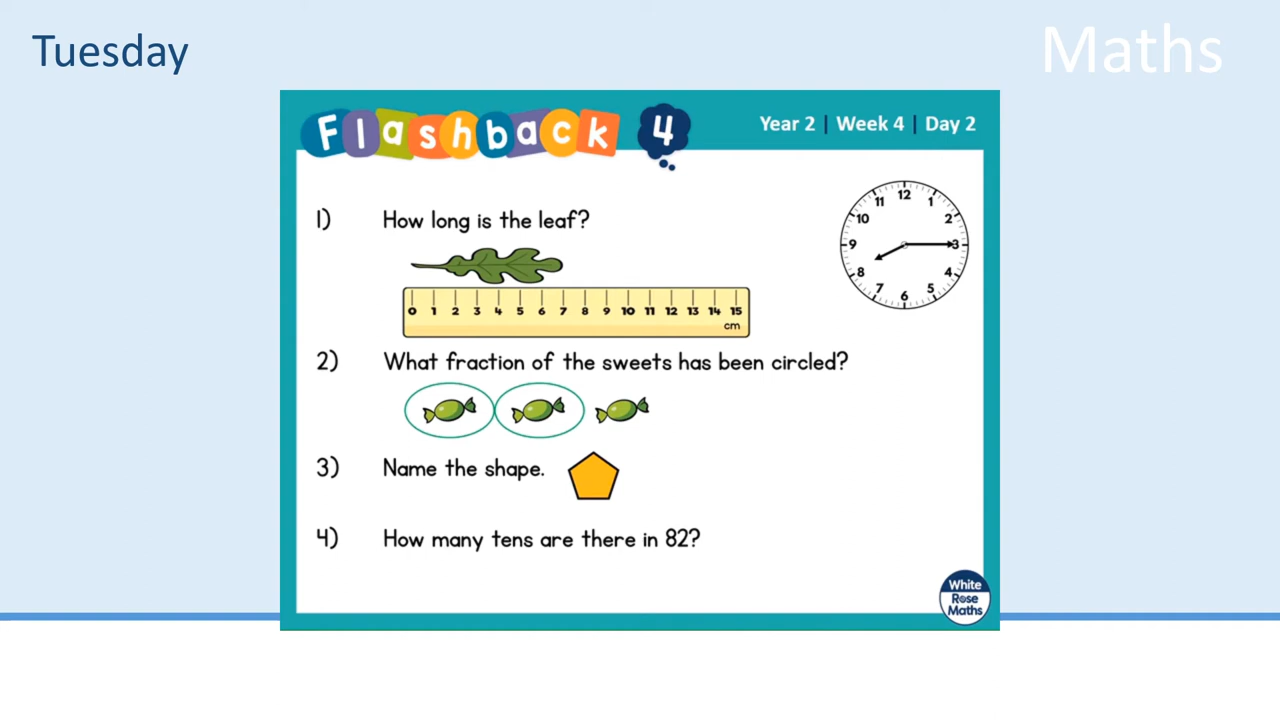 Tuesday
Maths
Flashback 4
Year 2 | Week 4 | Day 2
1) How long is the leaf?
0 1 2 3 4 5 6 7 8 9 10 11 12 13 14 15
cm
12 1 2 3 4 5 6 7 8 9 10 11
2) What fraction of the sweets has been circled?
3) Name the shape.
4) How many tens are there in 82?
White
Rose
Maths